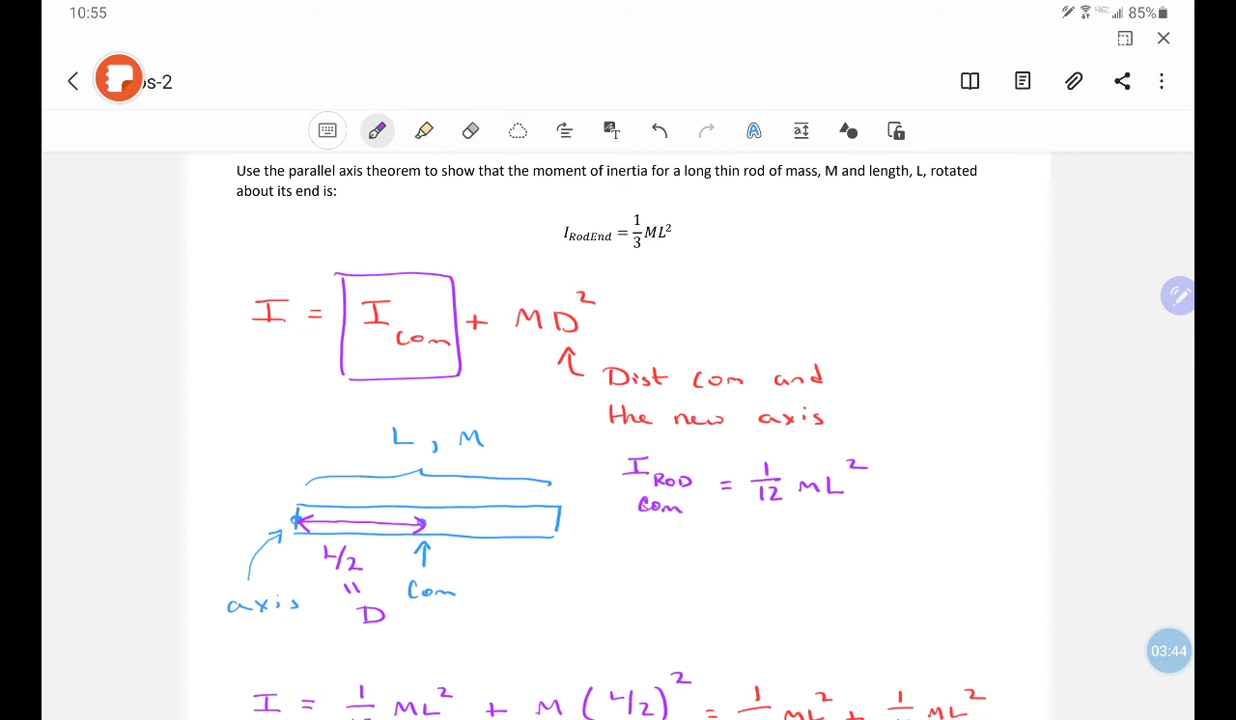 10:55
85%
os-2
Use the parallel axis theorem to show that the moment of inertia for a long thin rod of mass, M and length, L, rotated
about its end is:
I_RodEnd = 1/3 ML²
I = I_com + MD²
Dist com and
the new axis
L, M
I_ROD com = 1/12 ML²
L/2
axis
com
"
D
03:44
I = 1/ ML² + M (L/2)² = 1/ ML² + 1/ ML²